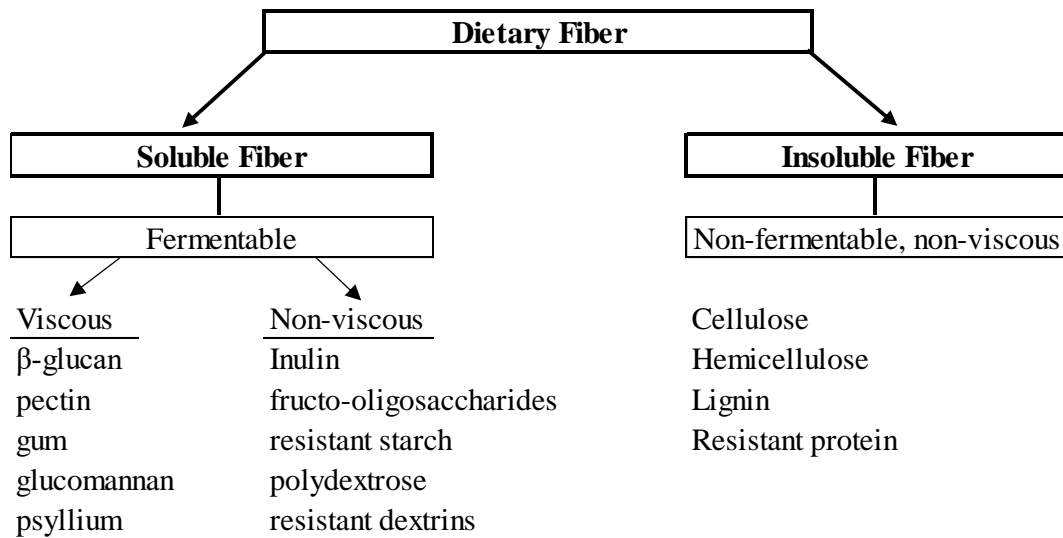 Dietary Fiber
Soluble Fiber
Insoluble Fiber
Fermentable
Non-fermentable, non-viscous
Viscous
β-glucan
pectin
gum
glucomannan
psyllium
Non-viscous
Inulin
fructo-oligosaccharides
resistant starch
polydextrose
resistant dextrins
Cellulose
Hemicellulose
Lignin
Resistant protein